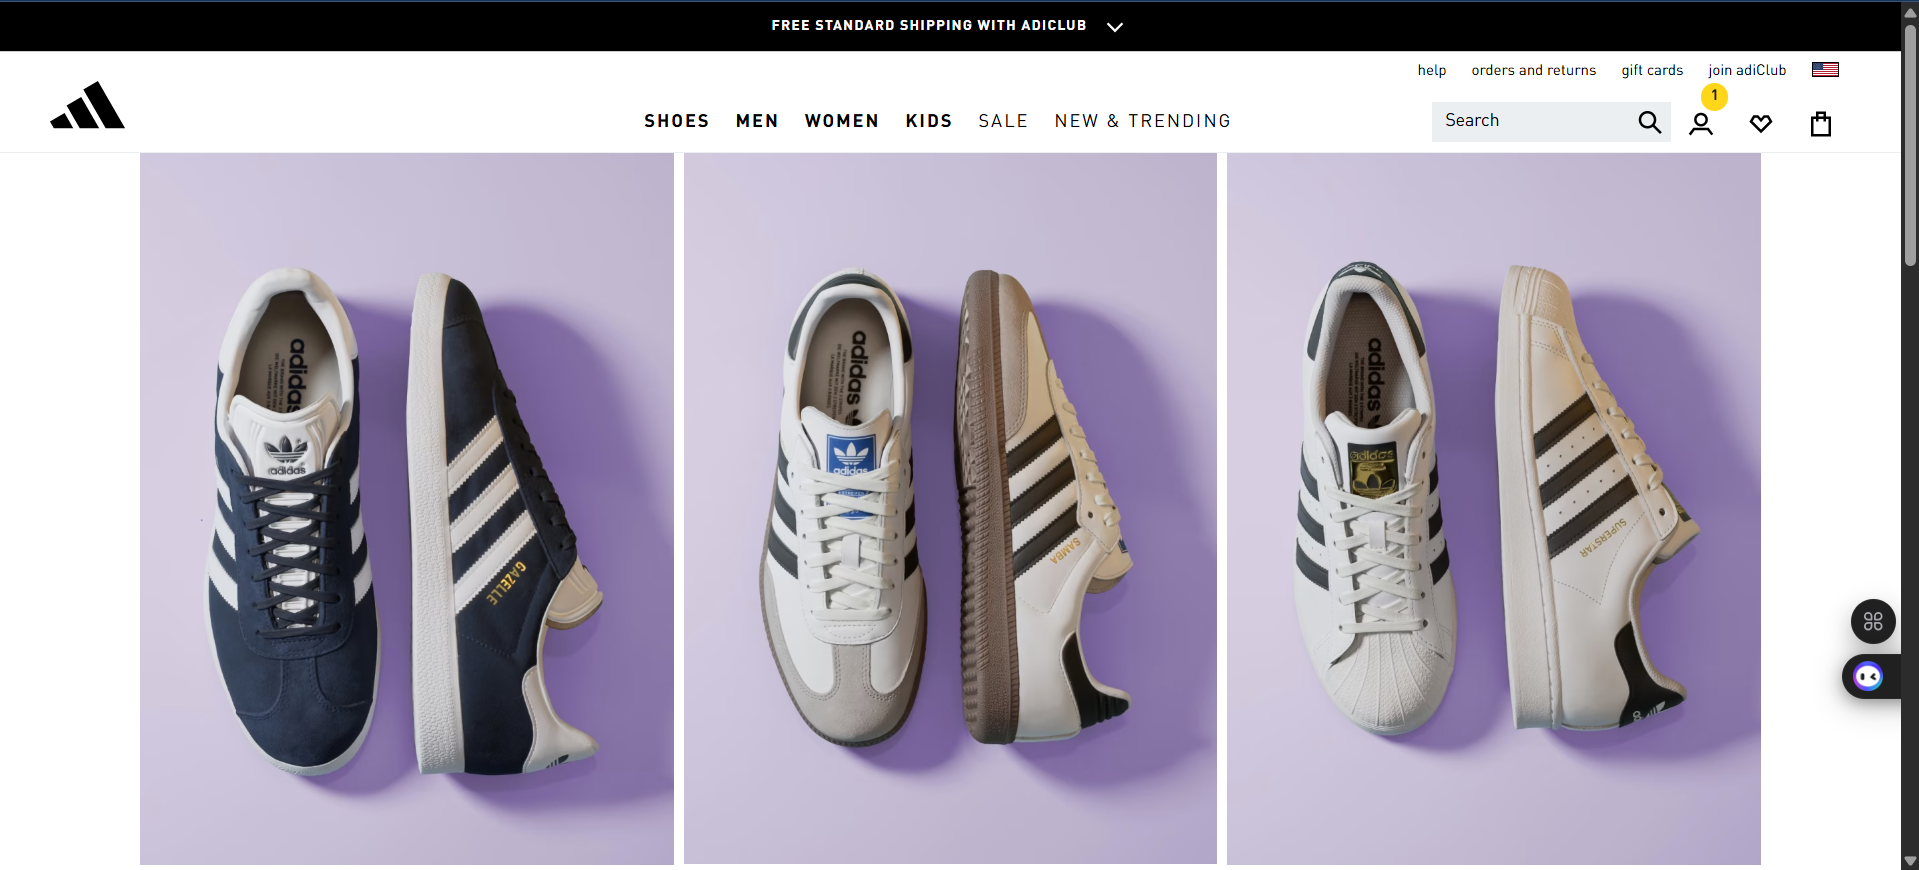 FREE STANDARD SHIPPING WITH ADICLUB
help orders and returns gift cards join adiClub
1
SHOES MEN WOMEN KIDS SALE NEW & TRENDING
Search
adidas
adidas
GAZELLE
adidas
adidas
SAMBA
adidas
adidas
SUPERSTAR